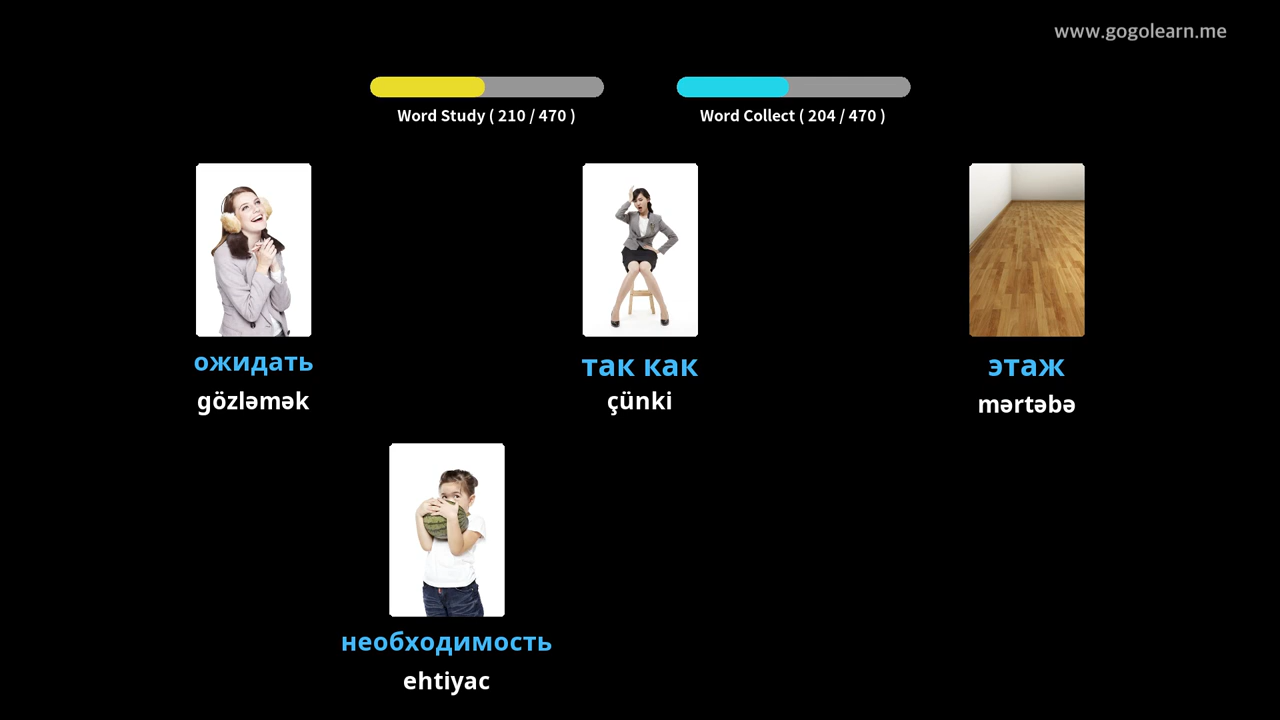 www.gogolearn.me
Word Study ( 210 / 470 )
Word Collect ( 204 / 470 )
ожидать
gözləmək
так как
çünki
этаж
mərtəbə
необходимость
ehtiyac